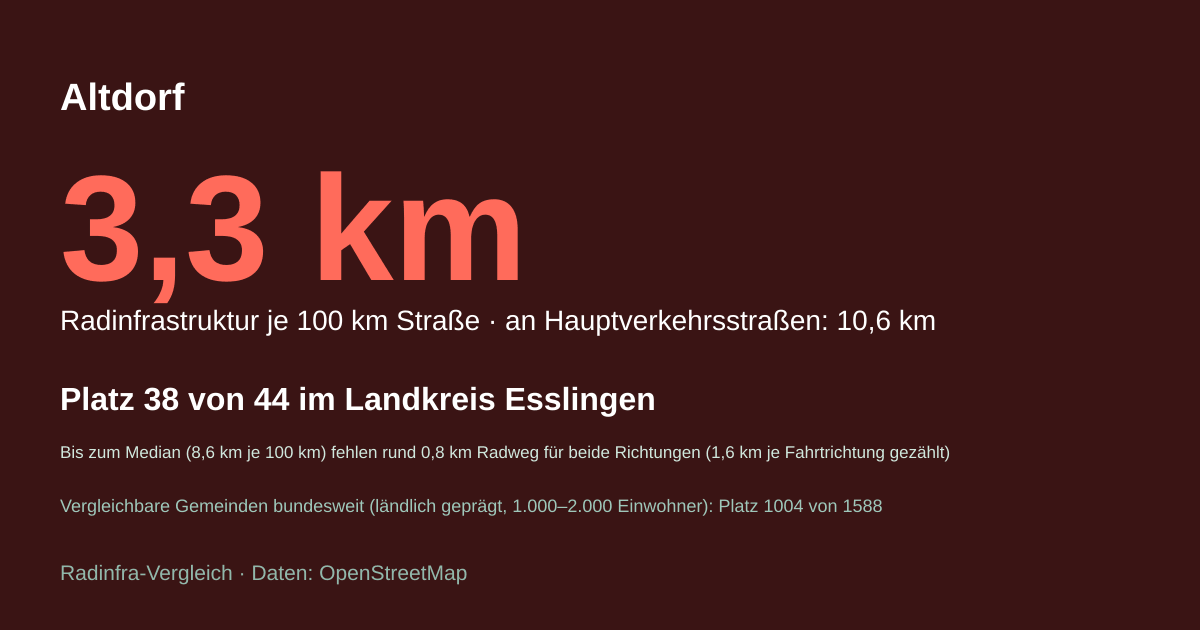 Altdorf
3,3 km
Radinfrastruktur je 100 km Straße · an Hauptverkehrsstraßen: 10,6 km
Platz 38 von 44 im Landkreis Esslingen
Bis zum Median (8,6 km je 100 km) fehlen rund 0,8 km Radweg für beide Richtungen (1,6 km je Fahrtrichtung gezählt)
Vergleichbare Gemeinden bundesweit (ländlich geprägt, 1.000–2.000 Einwohner): Platz 1004 von 1588
Radinfra-Vergleich · Daten: OpenStreetMap